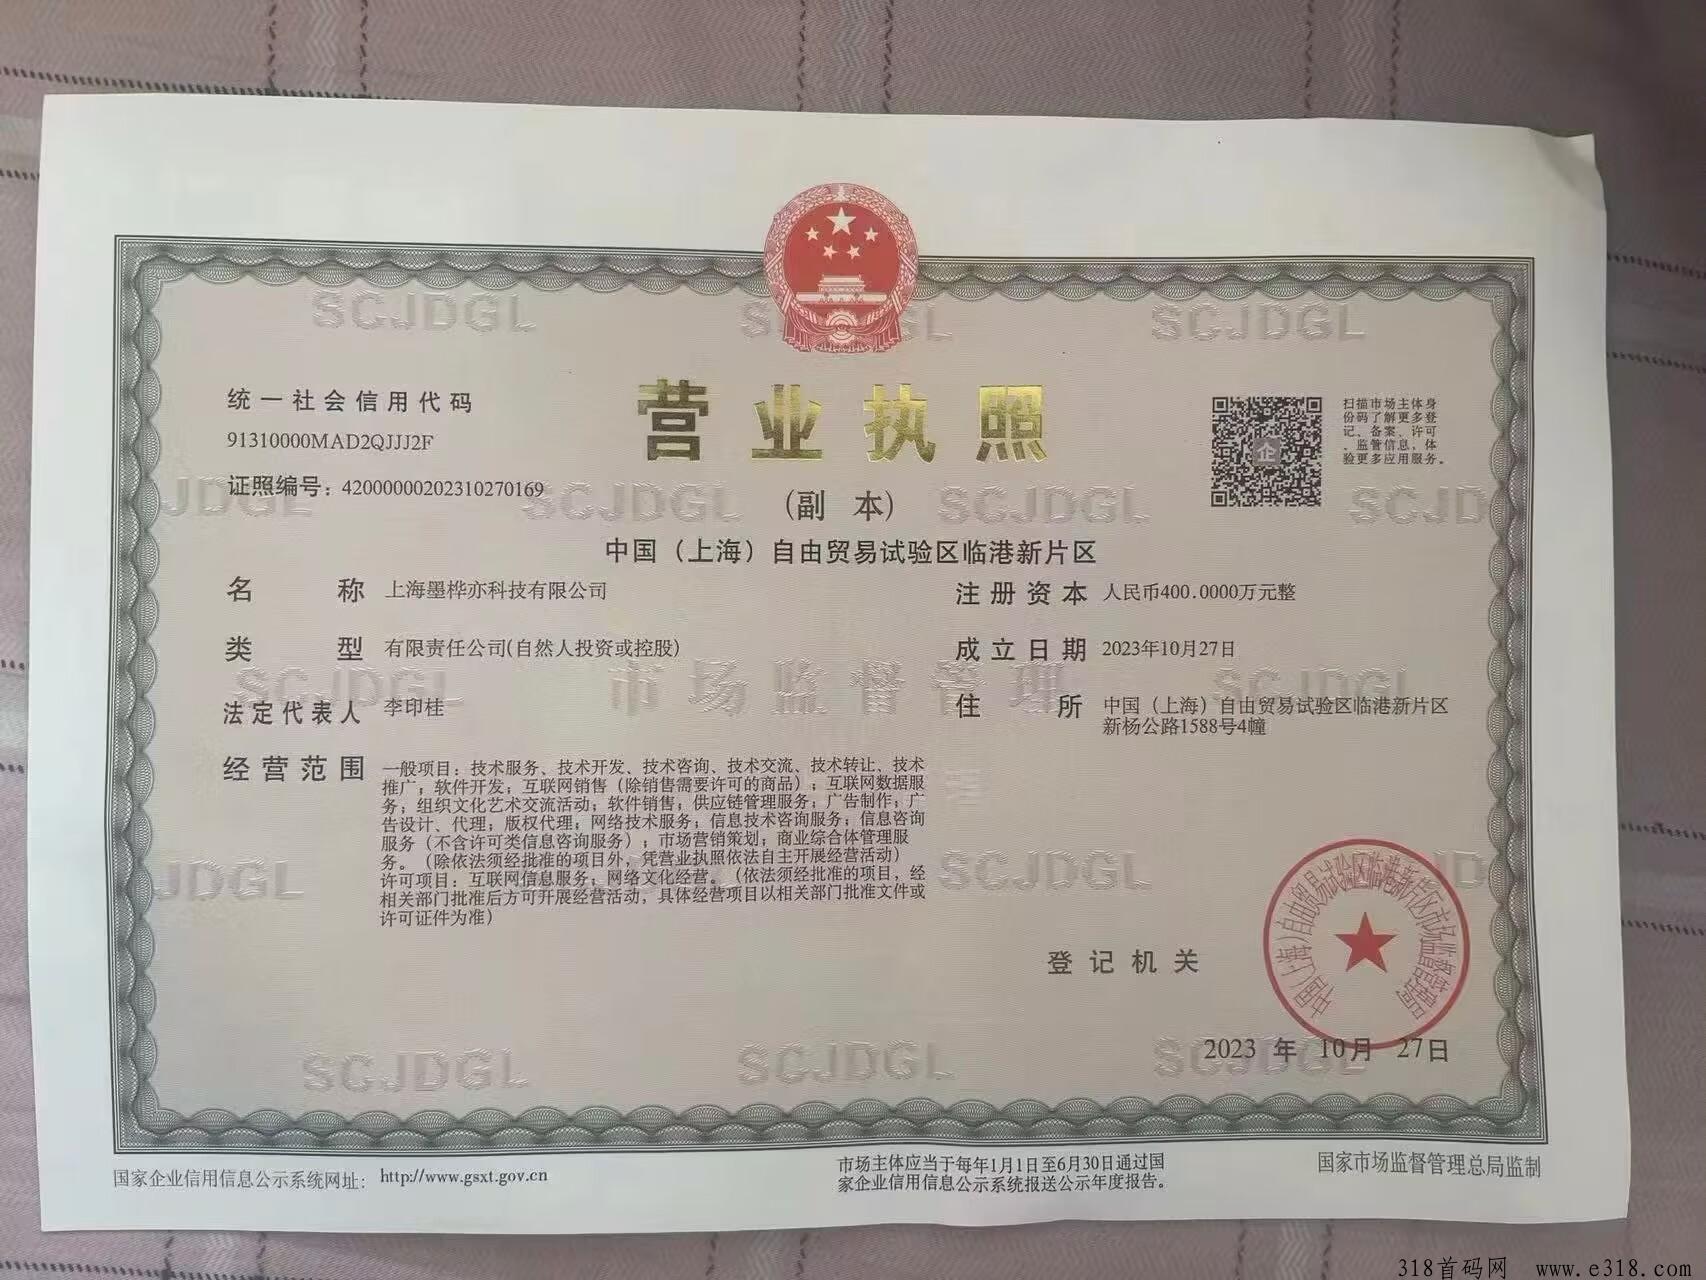 统一社会信用代码
91310000MAD2QJJJ2F
证照编号：42000000202310270169
营业执照
(副 本)
扫描市场主体身
份码了解更多登
记、备案、许可
、监管信息，体
验更多应用服务。
中国（上海）自由贸易试验区临港新片区
名 称 上海墨桦亦科技有限公司
类 型 有限责任公司(自然人投资或控股)
法定代表人 李印桂
经营范围 一般项目：技术服务、技术开发、技术咨询、技术交流、技术转让、技术
推广；软件开发；互联网销售（除销售需要许可的商品）；互联网数据服
务；组织文化艺术交流活动；软件销售；供应链管理服务；广告制作；广
告设计、代理；版权代理；网络技术服务；信息技术咨询服务；信息咨询
服务（不含许可类信息咨询服务）；市场营销策划；商业综合体管理服
务。（除依法须经批准的项目外，凭营业执照依法自主开展经营活动）
许可项目：互联网信息服务；网络文化经营。（依法须经批准的项目，经
相关部门批准后方可开展经营活动，具体经营项目以相关部门批准文件或
许可证件为准）
注册资本 人民币400.0000万元整
成立日期 2023年10月27日
住 所 中国（上海）自由贸易试验区临港新片区
新杨公路1588号4幢
登记机关
中国(上海)自由贸易试验区临港新片区市场监督管理局
2023 年 10月 27日
SCJDGL
市场监督管理
国家企业信用信息公示系统网址： http://www.gsxt.gov.cn
市场主体应当于每年1月1日至6月30日通过国
家企业信用信息公示系统报送公示年度报告。
国家市场监督管理总局监制
318首码网 www.e318.com